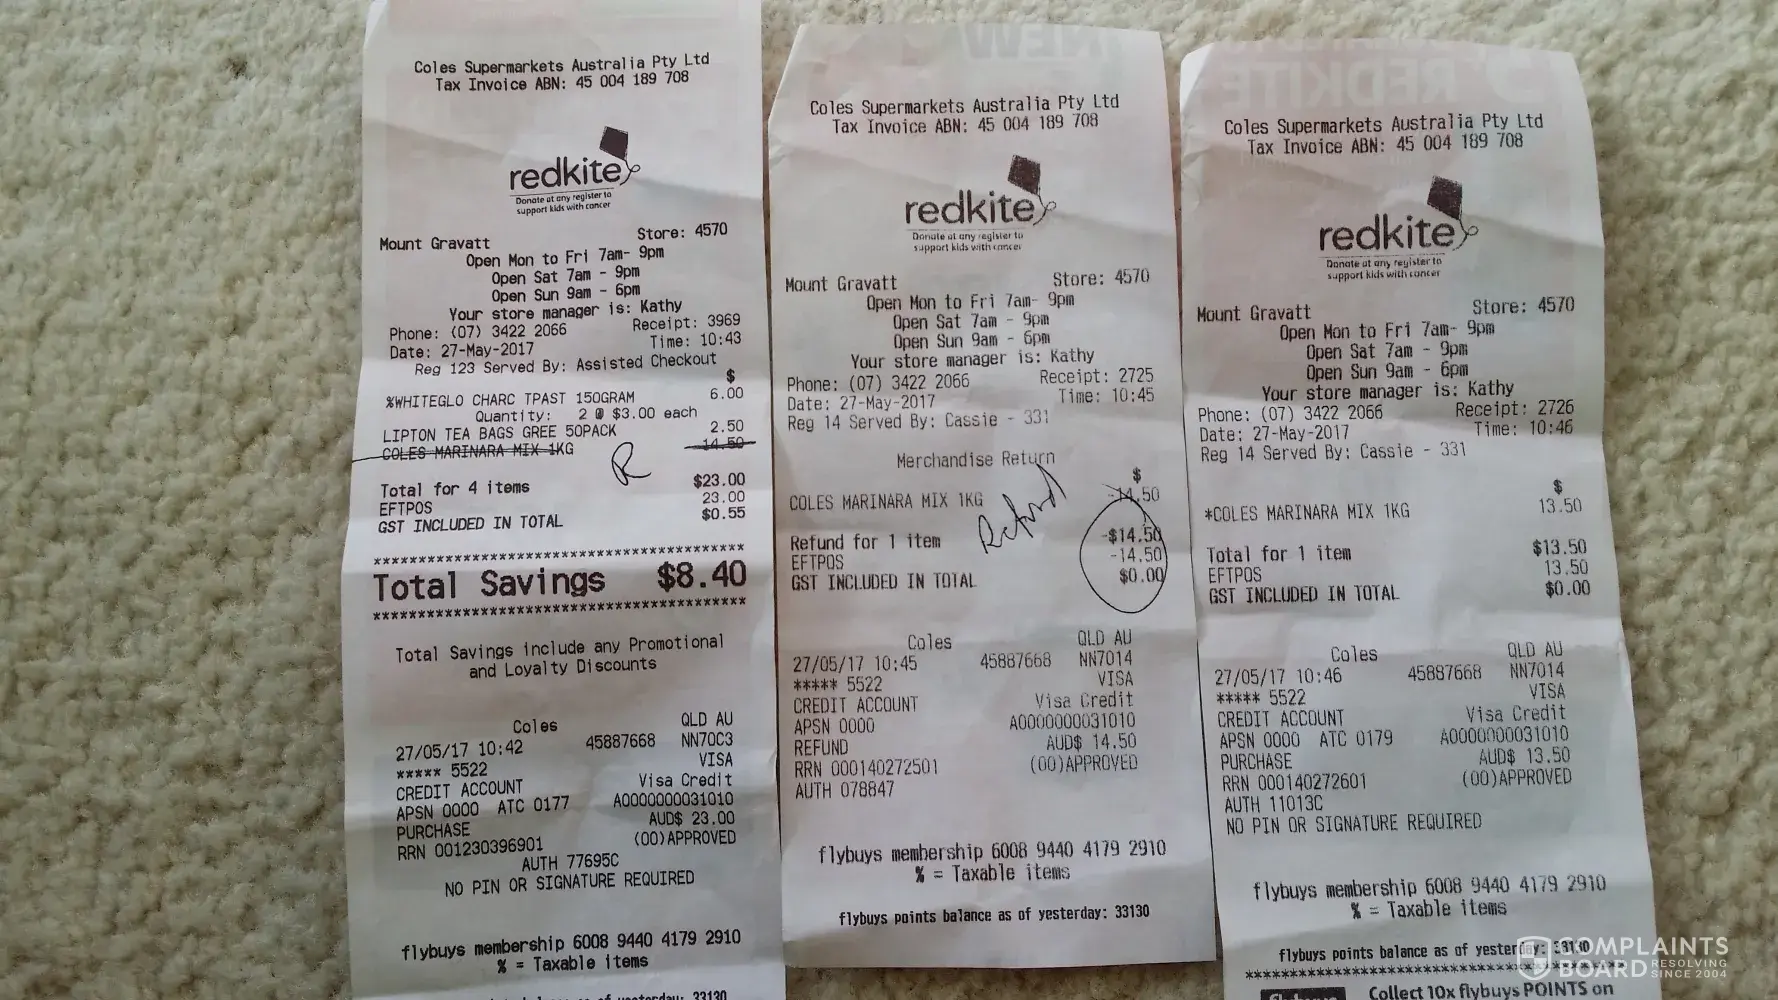 Coles Supermarkets Australia Pty Ltd
Tax Invoice ABN: 45 004 189 708
redkite
Donate at any register to
support kids with cancer
Mount Gravatt Store: 4570
Open Mon to Fri 7am- 9pm
Open Sat 7am - 9pm
Open Sun 9am - 6pm
Your store manager is: Kathy
Phone: (07) 3422 2066 Receipt: 3969
Date: 27-May-2017 Time: 10:43
Reg 123 Served By: Assisted Checkout
$
%WHITEGLO CHARC TPAST 150GRAM 6.00
Quantity: 2 @ $3.00 each
LIPTON TEA BAGS GREE 50PACK 2.50
COLES MARINARA MIX 1KG 14.50
R
Total for 4 items $23.00
EFTPOS 23.00
GST INCLUDED IN TOTAL $0.55
******************************************
Total Savings $8.40
******************************************
Total Savings include any Promotional
and Loyalty Discounts
Coles QLD AU
27/05/17 10:42 45887668 NN70C3
***** 5522 VISA
CREDIT ACCOUNT Visa Credit
APSN 0000 ATC 0177 A0000000031010
PURCHASE AUD$ 23.00
RRN 001230396901 (00)APPROVED
AUTH 77695C
NO PIN OR SIGNATURE REQUIRED
flybuys membership 6008 9440 4179 2910
% = Taxable items
balance as of yesterday: 33130
NEW
Coles Supermarkets Australia Pty Ltd
Tax Invoice ABN: 45 004 189 708
redkite
Donate at any register to
support kids with cancer
Mount Gravatt Store: 4570
Open Mon to Fri 7am- 9pm
Open Sat 7am - 9pm
Open Sun 9am - 6pm
Your store manager is: Kathy
Phone: (07) 3422 2066 Receipt: 2725
Date: 27-May-2017 Time: 10:45
Reg 14 Served By: Cassie - 331
Merchandise Return
$
COLES MARINARA MIX 1KG -14.50
Refund
Refund for 1 item -$14.50
EFTPOS -14.50
GST INCLUDED IN TOTAL $0.00
Coles QLD AU
27/05/17 10:45 45887668 NN7014
***** 5522 VISA
CREDIT ACCOUNT Visa Credit
APSN 0000 A0000000031010
REFUND AUD$ 14.50
RRN 000140272501 (00)APPROVED
AUTH 078847
flybuys membership 6008 9440 4179 2910
% = Taxable items
flybuys points balance as of yesterday: 33130
REDKITE
Coles Supermarkets Australia Pty Ltd
Tax Invoice ABN: 45 004 189 708
redkite
Donate at any register to
support kids with cancer
Mount Gravatt Store: 4570
Open Mon to Fri 7am- 9pm
Open Sat 7am - 9pm
Open Sun 9am - 6pm
Your store manager is: Kathy
Phone: (07) 3422 2066 Receipt: 2726
Date: 27-May-2017 Time: 10:46
Reg 14 Served By: Cassie - 331
$
*COLES MARINARA MIX 1KG 13.50
Total for 1 item $13.50
EFTPOS 13.50
GST INCLUDED IN TOTAL $0.00
Coles QLD AU
27/05/17 10:46 45887668 NN7014
***** 5522 VISA
CREDIT ACCOUNT Visa Credit
APSN 0000 ATC 0179 A0000000031010
PURCHASE AUD$ 13.50
RRN 000140272601 (00)APPROVED
AUTH 11013C
NO PIN OR SIGNATURE REQUIRED
flybuys membership 6008 9440 4179 2910
% = Taxable items
flybuys points balance as of yesterday: 33130
******************************************
Collect 10x flybuys POINTS on
COMPLAINTS
BOARD RESOLVING
SINCE 2004